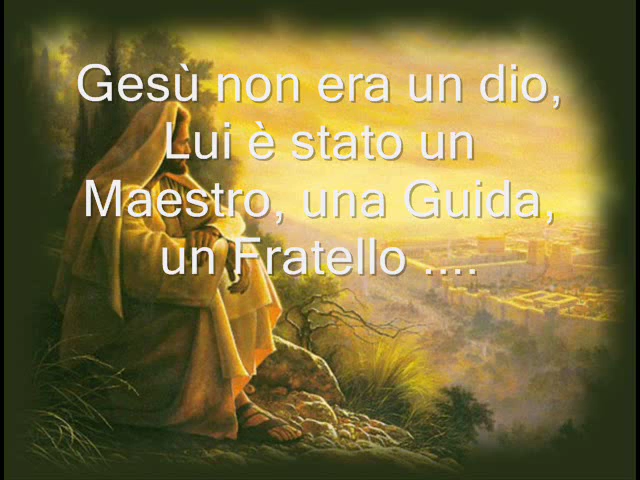 Gesù non era un dio,
Lui è stato un
Maestro, una Guida,
un Fratello ....